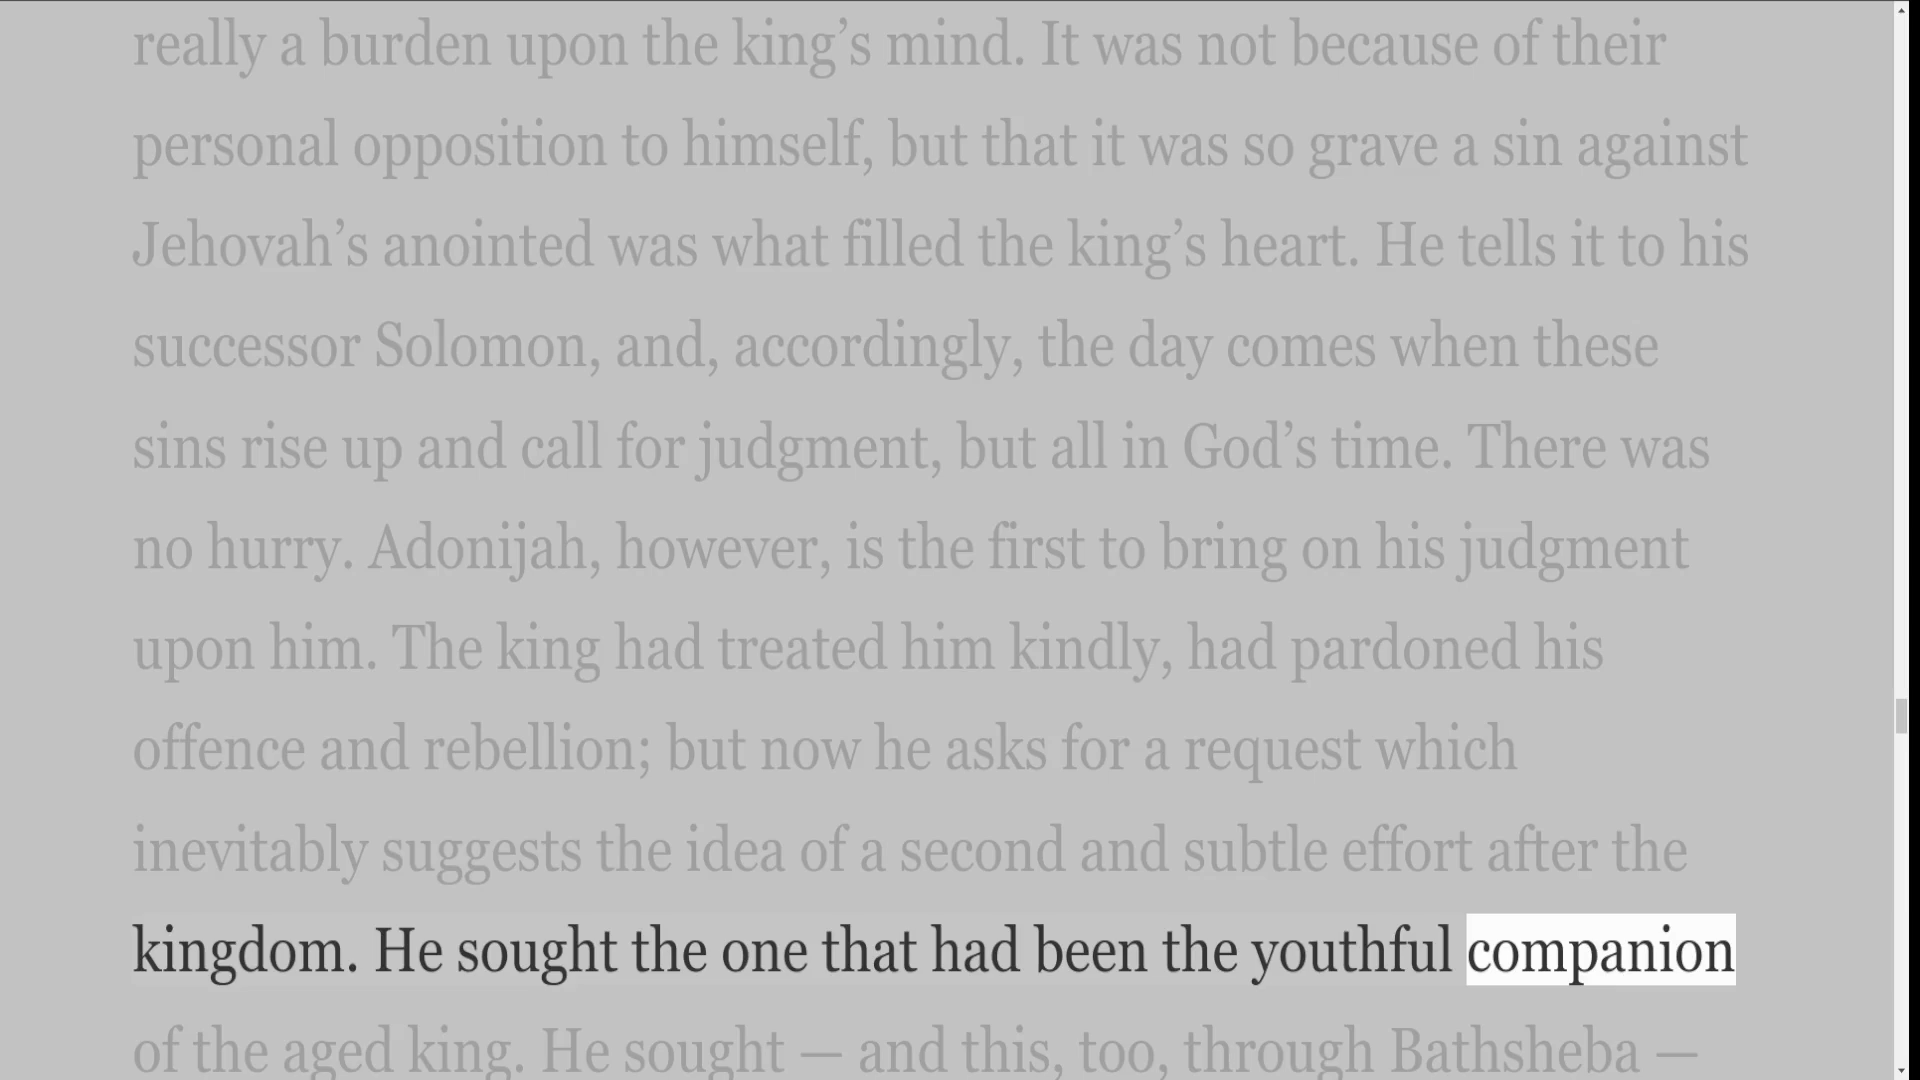 really a burden upon the king’s mind. It was not because of their
personal opposition to himself, but that it was so grave a sin against
Jehovah’s anointed was what filled the king’s heart. He tells it to his
successor Solomon, and, accordingly, the day comes when these
sins rise up and call for judgment, but all in God’s time. There was
no hurry. Adonijah, however, is the first to bring on his judgment
upon him. The king had treated him kindly, had pardoned his
offence and rebellion; but now he asks for a request which
inevitably suggests the idea of a second and subtle effort after the
kingdom. He sought the one that had been the youthful companion
of the aged king. He sought — and this, too, through Bathsheba —